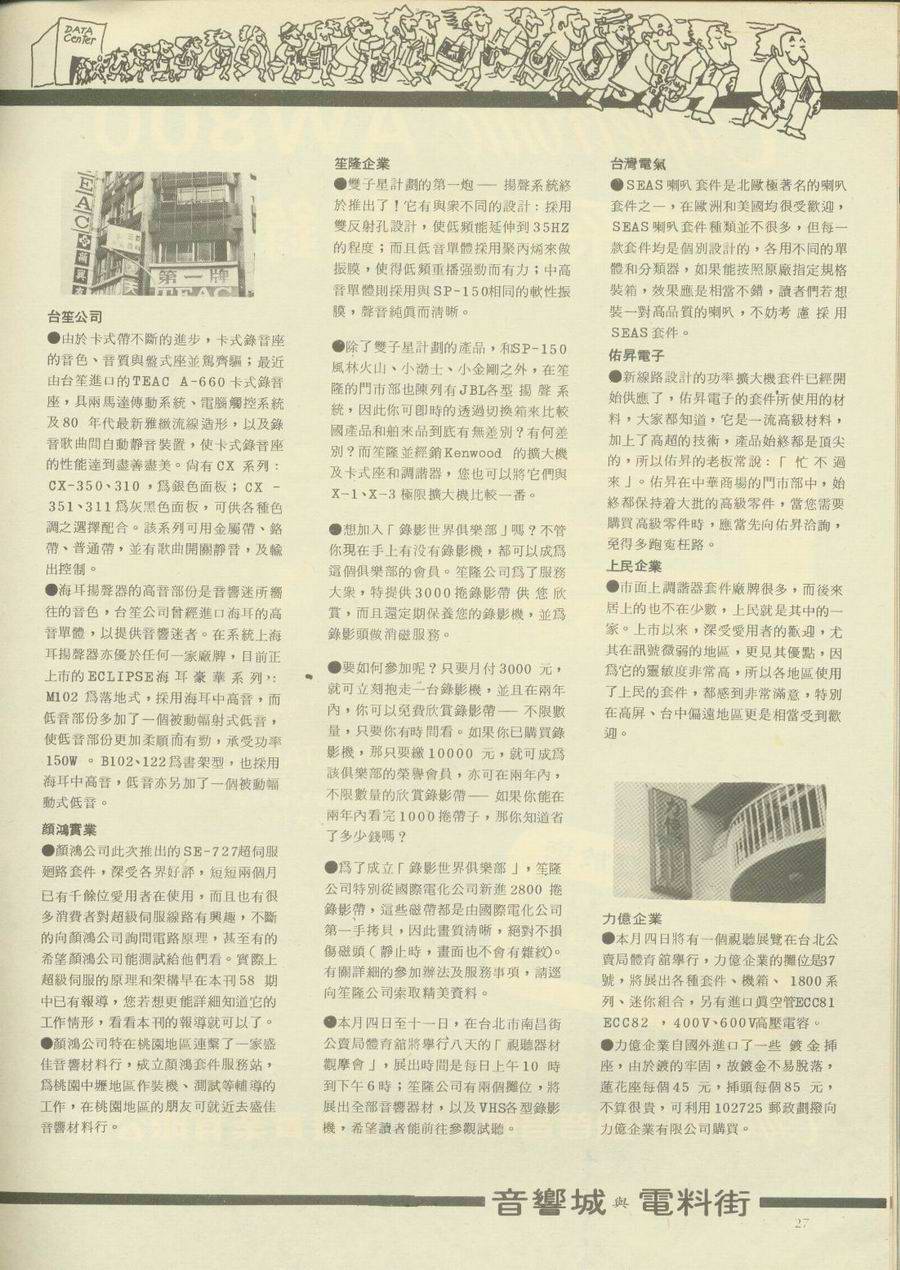 DATA
Center
TEAC
第一牌
TEAC
台笙公司
●由於卡式帶不斷的進步，卡式錄音座
的音色、音質與盤式座並駕齊驅；最近
由台笙進口的TEAC A-660卡式錄音
座，具兩馬達傳動系統、電腦觸控系統
及80 年代最新雅緻流線造形，以及錄
音歌曲間自動靜音裝置，使卡式錄音座
的性能達到盡善盡美。尙有CX 系列：
CX-350、310，爲銀色面板；CX -
351、311爲灰黑色面板，可供各種色
調之選擇配合。該系列可用金屬帶、鉻
帶、普通帶，並有歌曲開關靜音，及輸
出控制。
●海耳揚聲器的高音部份是音響迷所嚮
往的音色，台笙公司曾經進口海耳的高
音單體，以提供音響迷者。在系統上海
耳揚聲器亦優於任何一家廠牌，目前正
上市的ECLIPSE海耳豪華系列，：
M102 爲落地式，採用海耳中高音，而
低音部份多加了一個被動幅射式低音，
使低音部份更加柔順而有勁，承受功率
150W 。B102、122爲書架型，也採用
海耳中高音，低音亦另加了一個被動幅
動式低音。
顔鴻實業
●顏鴻公司此次推出的SE-727超伺服
廻路套件，深受各界好評，短短兩個月
已有千餘位愛用者在使用，而且也有很
多消費者對超級伺服線路有興趣，不斷
的向顏鴻公司詢問電路原理，甚至有的
希望顏鴻公司能測試給他們看。實際上
超級伺服的原理和架構早在本刊58 期
中已有報導，您若想更能詳細知道它的
工作情形，看看本刊的報導就可以了。
●顏鴻公司特在桃園地區連繫了一家盛
佳音響材料行，成立顏鴻套件服務站，
爲桃園中壢地區作裝機、測試等輔導的
工作，在桃園地區的朋友可就近去盛佳
音響材料行。
笙隆企業
●雙子星計劃的第一炮── 揚聲系統終
於推出了！它有與衆不同的設計：採用
雙反射孔設計，使低頻能延伸到35HZ
的程度；而且低音單體採用聚丙烯來做
振膜，使得低頻重播强勁而有力；中高
音單體則採用與SP-150相同的軟性振
膜，聲音純眞而清晰。
●除了雙子星計劃的產品，和SP-150
風林火山、小渤士、小金剛之外，在笙
隆的門市部也陳列有JBL各型揚聲系
統，因此你可卽時的透過切換箱來比較
國產品和舶來品到底有無差別？有何差
別？而笙隆並經銷Kenwood 的擴大機
及卡式座和調諧器，您也可以將它們與
X-1、X-3極限擴大機比較一番。
●想加入「錄影世界俱樂部」嗎？不管
你現在手上有没有錄影機，都可以成爲
這個俱樂部的會員。笙隆公司爲了服務
大衆，特提供3000捲錄影帶供您欣
賞，而且還定期保養您的錄影機，並爲
錄影頭做消磁服務。
●要如何參加呢？只要月付3000 元，
就可立刻抱走一台錄影機，並且在兩年
內，你可以免費欣賞錄影帶── 不限數
量，只要你有時間看。如果你已購買錄
影機，那只要繳10000 元，就可成爲
該俱樂部的榮譽會員，亦可在兩年內，
不限數量的欣賞錄影帶── 如果你能在
兩年內看完1000捲帶子，那你知道省
了多少錢嗎？
●爲了成立「錄影世界俱樂部」，笙隆
公司特別從國際電化公司新進2800 捲
錄影帶，這些磁帶都是由國際電化公司
第一手拷貝，因此畫質清晰，絕對不損
傷磁頭（靜止時，畫面也不會有雜紋)。
有關詳細的參加辦法及服務事項，請逕
向笙隆公司索取精美資料。
●本月四日至十一日，在台北市南昌街
公賣局體育舘將舉行八天的「視聽器材
觀摩會」，展出時間是每日上午10 時
到下午6時；笙隆公司有兩個攤位，將
展出全部音響器材，以及VHS各型錄影
機，希望讀者能前往參觀試聽。
台灣電氣
●SEAS喇叭套件是北歐極著名的喇叭
套件之一，在歐洲和美國均很受歡迎，
SEAS喇叭套件種類並不很多，但每一
款套件均是個別設計的，各用不同的單
體和分類器，如果能按照原廠指定規格
裝箱，效果應是相當不錯，讀者們若想
裝一對高品質的喇叭，不妨考慮採用
SEAS套件。
佑昇電子
●新線路設計的功率擴大機套件已經開
始供應了，佑昇電子的套件所使用的材
料，大家都知道，它是一流高級材料，
加上了高超的技術，產品始終都是頂尖
的，所以佑昇的老板常說：「忙不過
來」。佑昇在中華商場的門市部中，始
終都保持着大批的高級零件，當您需要
購買高級零件時，應當先向佑昇洽詢，
免得多跑寃枉路。
上民企業
●市面上調諧器套件廠牌很多，而後來
居上的也不在少數，上民就是其中的一
家。上市以來，深受愛用者的歡迎，尤
其在訊號微弱的地區，更見其優點，因
爲它的靈敏度非常高，所以各地區使用
了上民的套件，都感到非常滿意，特別
在高屏、台中偏遠地區更是相當受到歡
迎。
力億
力億企業
●本月四日將有一個視聽展覽在台北公
賣局體育舘舉行，力億企業的攤位是37
號，將展出各種套件、機箱、 1800系
列、迷你組合，另有進口眞空管ECC81
ECC82 ，400V、600V高壓電容。
●力億企業自國外進口了一些 鍍金揷
座，由於鍍的牢固，故鍍金不易脫落，
蓮花座每個45 元，揷頭每個85 元，
不算很貴，可利用102725 郵政劃撥向
力億企業有限公司購買。
音響城與電料街
27